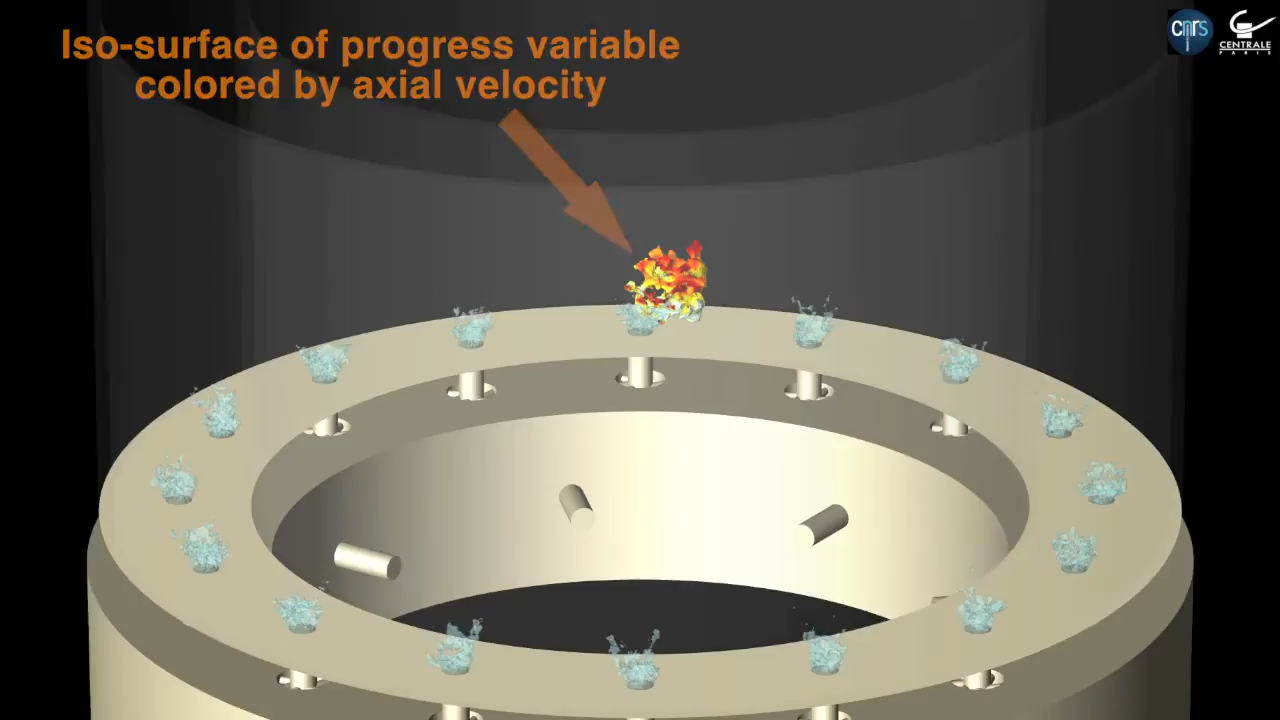 Iso-surface of progress variable
colored by axial velocity
cnrs
CENTRALE
PARIS